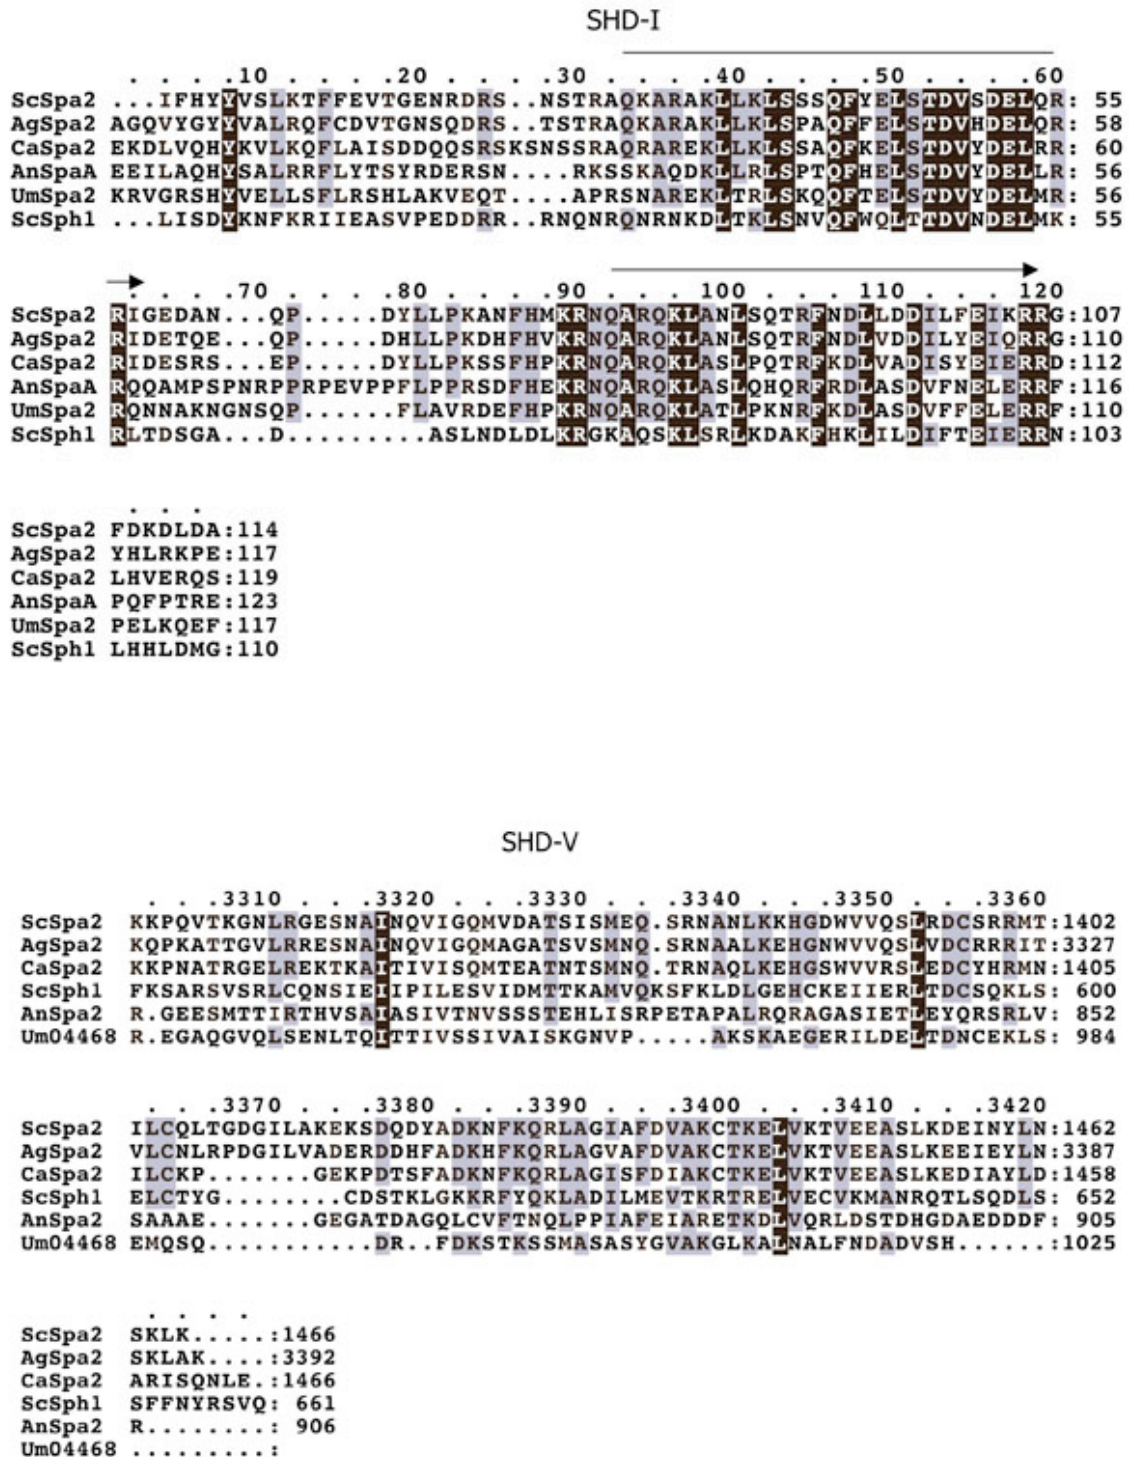 SHD-I
. . . .10 . . . .20 . . . .30 . . . .40 . . . .50 . . . .60
ScSpa2 ...IFHYYVSLKTFFEVTGENRDRS..NSTRAQKARAKLLKLSSSQFYELSTDVSDELQR: 55
AgSpa2 AGQVYGYYVALRQFCDVTGNSQDRS..TSTRAQKARAKLLKLSPAQFFELSTDVHDELQR: 58
CaSpa2 EKDLVQHYKVLKQFLAISDDQQSRSKSNSSRAQRAREKLLKLSSAQFKELSTDVYDELRR: 60
AnSpaA EEILAQHYSALRRFLYTSYRDERSN....RKSSKAQDKLLRLSPTQFHELSTDVYDELLR: 56
UmSpa2 KRVGRSHYVELLSFLRSHLAKVEQT....APRSNAREKLTRLSKQQFTELSTDVYDELMR: 56
ScSph1 ...LISDYKNFKRIIEASVPEDDRR..RNQNRQNRNKDLTKLSNVQFWQLTTDVNDELMK: 55
. . . .70 . . . .80 . . . .90 . . . .100 . . . .110 . . . .120
ScSpa2 RIGEDAN...QP.....DYLLPKANFHMKRNQARQKLANLSQTRFNDLLDDILFEIKRRG:107
AgSpa2 RIDETQE...QP.....DHLLPKDHFHVKRNQARQKLASLSQTRFNDLVDDILYEIQRRG:110
CaSpa2 RIDESRS...EP.....DYLLPKSSFHPKRNQARQKLASLPQTRFKDLVADISYEIERRD:112
AnSpaA RQQAMPSPNRPPRPEVPPFLPPRSDFHEKRNQARQKLASLQHQRFRDLASDVFNELERRF:116
UmSpa2 RQNNAKNGNSQP......FLAVRDEFHPKRNQARQKLATLPKNRFKDLASDVFFELERRF:110
ScSph1 RLTDSGA...D.........ASLNDLDLKRGKAQSKLSRLKDAKFHKLILDIFTEIERRN:103
. . .
ScSpa2 FDKDLDA:114
AgSpa2 YHLRKPE:117
CaSpa2 LHVERQS:119
AnSpaA PQFPTRE:123
UmSpa2 PELKQEF:117
ScSph1 LHHLDMG:110
SHD-V
. . .3310 . . .3320 . . .3330 . . .3340 . . .3350 . . .3360
ScSpa2 KKPQVTKGNLRGESNAINQVIGQMVDATSISMEQ.SRNANLKKHGDWVVQSLRDCSRRMT:1402
AgSpa2 KQPKATTGVLRRESNAINQVIGQMAGATSVSMNQ.SRNAALKEHGNWVVQSLVDCRRRIT:3327
CaSpa2 KKPNATRGELREKTKAITIVISQMTEATNTSMNQ.TRNAQLKEHGSWVVRSLEDCYHRMN:1405
ScSph1 FKSARSVSRLCQNSIEIIPILESVIDMTTKAMVQKSFKLDLGEHCKEIIERLTDCSQKLS: 600
AnSpa2 R.GEESMTTIRTHVSAIASIVTNVSSSTEHLISRPETAPALRQRAGASIETLEYQRSRLV: 852
Um04468 R.EGAQGVQLSENLTQITTIVSSIVAISKGNVP.....AKSKAEGERILDELTDNCEKLS: 984
. . .3370 . . .3380 . . .3390 . . .3400 . . .3410 . . .3420
ScSpa2 ILCQLTGDGILAKEKSDQDYADKNFKQRLAGIAFDVAKCTKELVKTVEEASLKDEINYLN:1462
AgSpa2 VLCNLRPDGILVADERDDHFADKHFKQRLAGVAFDVAKCTKELVKTVEEASLKEEIEYLN:3387
CaSpa2 ILCKP.......GEKPDTSFADKNFKQRLAGISFDIAKCTKELVKTVEEASLKEDIAYLD:1458
ScSph1 ELCTYG........CDSTKLGKKRFYQKLADILMEVTKRTRELVECVKMANRQTLSQDLS: 652
AnSpa2 SAAAE.......GEGATDAGQLCVFTNQLPPIAFEIARETKDLVQRLDSTDHGDAEDDDF: 905
Um04468 EMQSQ...........DR..FDKSTKSSMASASYGVAKGLKALNALFNDADVSH......:1025
. . . .
ScSpa2 SKLK.....:1466
AgSpa2 SKLAK....:3392
CaSpa2 ARISQNLE.:1466
ScSph1 SFFNYRSVQ: 661
AnSpa2 R........: 906
Um04468 .........: